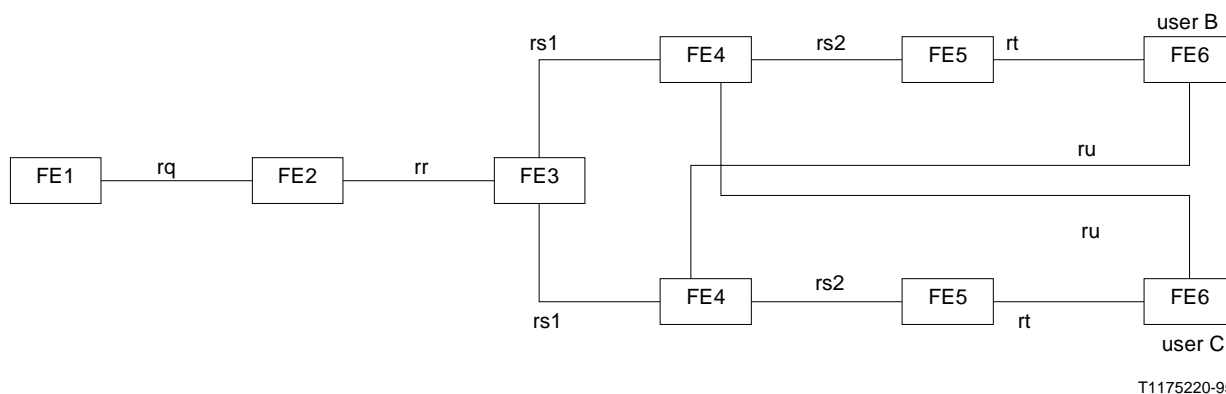 user B
rs1
FE4
rs2
FE5
rt
FE6
ru
FE1
rq
FE2
rr
FE3
ru
FE4
rs2
FE5
FE6
rs1
rt
user C